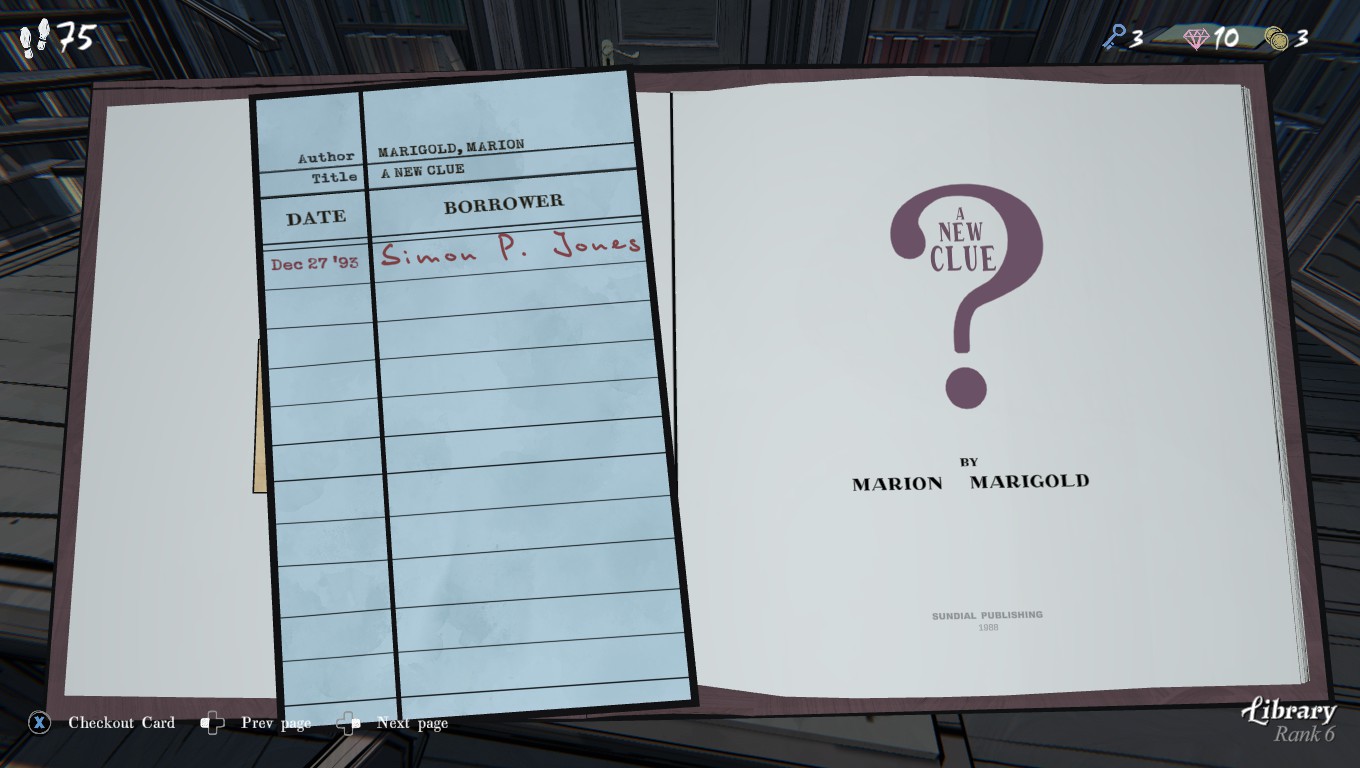 75
3 10 3
Author MARIGOLD, MARION
Title A NEW CLUE
DATE BORROWER
Dec 27 '93 Simon P. Jones
A
NEW
CLUE
BY
MARION MARIGOLD
SUNDIAL PUBLISHING
1988
X Checkout Card Prev page Next page
Library
Rank 6